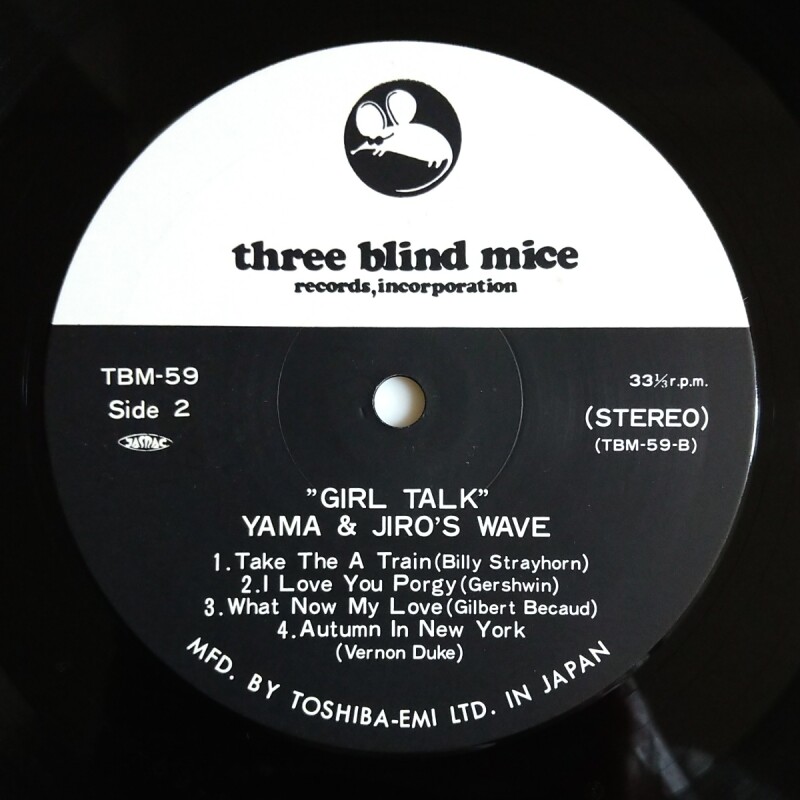 three blind mice
records, incorporation
TBM-59
33⅓ r.p.m.
Side 2
(STEREO)
JASRAC
(TBM-59-B)
"GIRL TALK"
YAMA & JIRO'S WAVE
1. Take The A Train (Billy Strayhorn)
2. I Love You Porgy (Gershwin)
3. What Now My Love (Gilbert Becaud)
4. Autumn In New York
(Vernon Duke)
MFD. BY TOSHIBA-EMI LTD. IN JAPAN